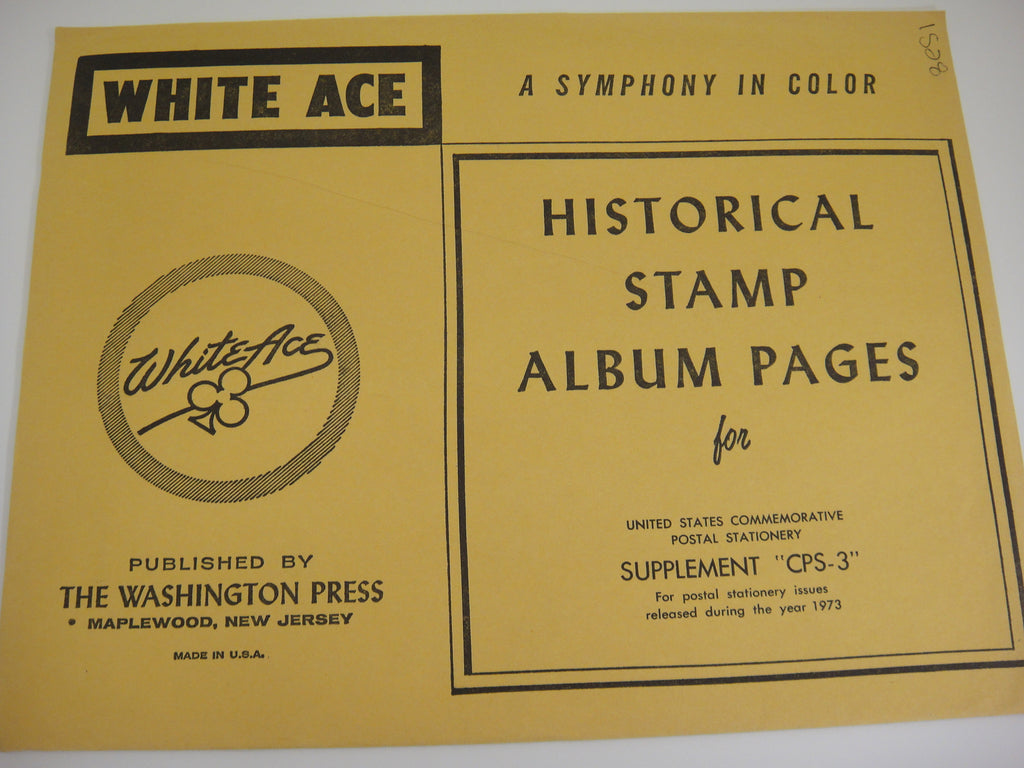 WHITE ACE
A SYMPHONY IN COLOR
1528
HISTORICAL
STAMP
ALBUM PAGES
for
UNITED STATES COMMEMORATIVE
POSTAL STATIONERY
SUPPLEMENT "CPS-3"
For postal stationery issues
released during the year 1973
White Ace
PUBLISHED BY
THE WASHINGTON PRESS
• MAPLEWOOD, NEW JERSEY
MADE IN U.S.A.